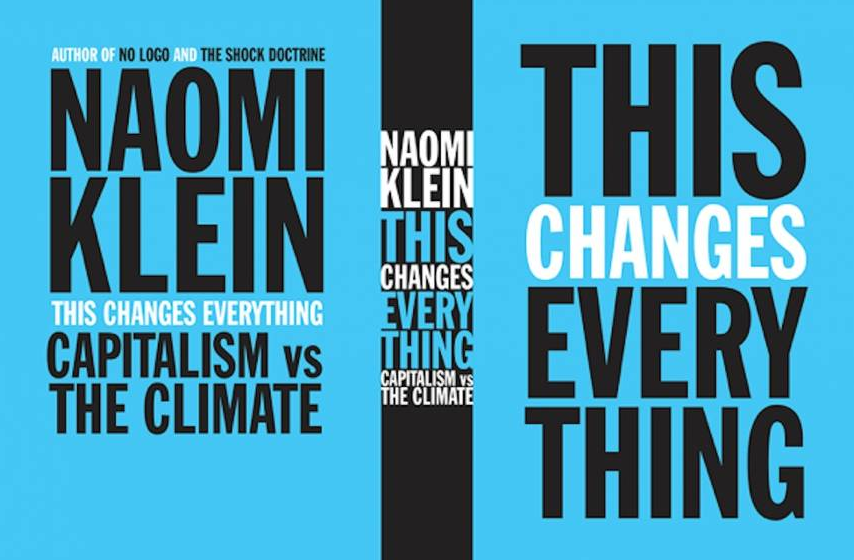 AUTHOR OF NO LOGO AND THE SHOCK DOCTRINE
NAOMI
KLEIN
THIS CHANGES EVERYTHING
CAPITALISM vs
THE CLIMATE
NAOMI
KLEIN
THIS
CHANGES
EVERY
THING
CAPITALISM vs
THE CLIMATE
THIS
CHANGES
EVERY
THING